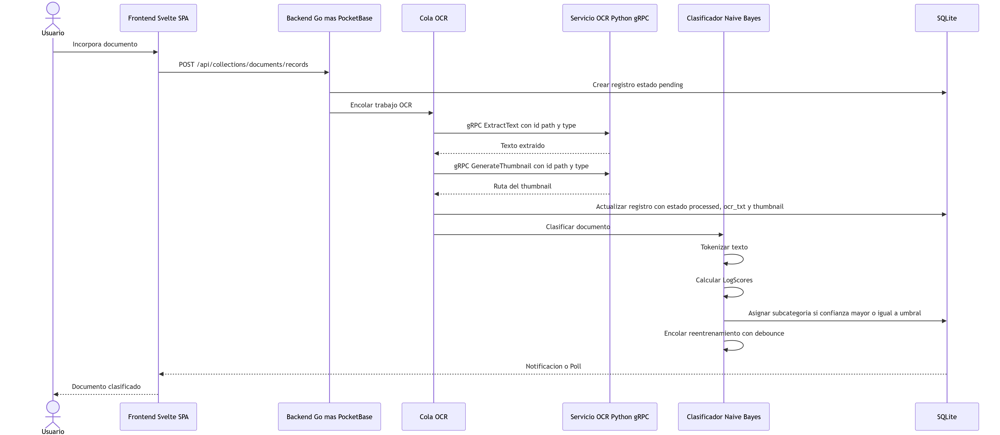 Usuario
Frontend Svelte SPA
Backend Go mas PocketBase
Cola OCR
Servicio OCR Python gRPC
Clasificador Naive Bayes
SQLite
Incorpora documento
POST /api/collections/documents/records
Crear registro estado pending
Encolar trabajo OCR
gRPC ExtractText con id path y type
Texto extraido
gRPC GenerateThumbnail con id path y type
Ruta del thumbnail
Actualizar registro con estado processed, ocr_txt y thumbnail
Clasificar documento
Tokenizar texto
Calcular LogScores
Asignar subcategoria si confianza mayor o igual a umbral
Encolar reentrenamiento con debounce
Notificacion o Poll
Documento clasificado
Usuario
Frontend Svelte SPA
Backend Go mas PocketBase
Cola OCR
Servicio OCR Python gRPC
Clasificador Naive Bayes
SQLite